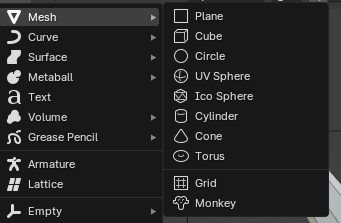 Mesh
Curve
Surface
Metaball
Text
Volume
Grease Pencil
Armature
Lattice
Empty
Plane
Cube
Circle
UV Sphere
Ico Sphere
Cylinder
Cone
Torus
Grid
Monkey